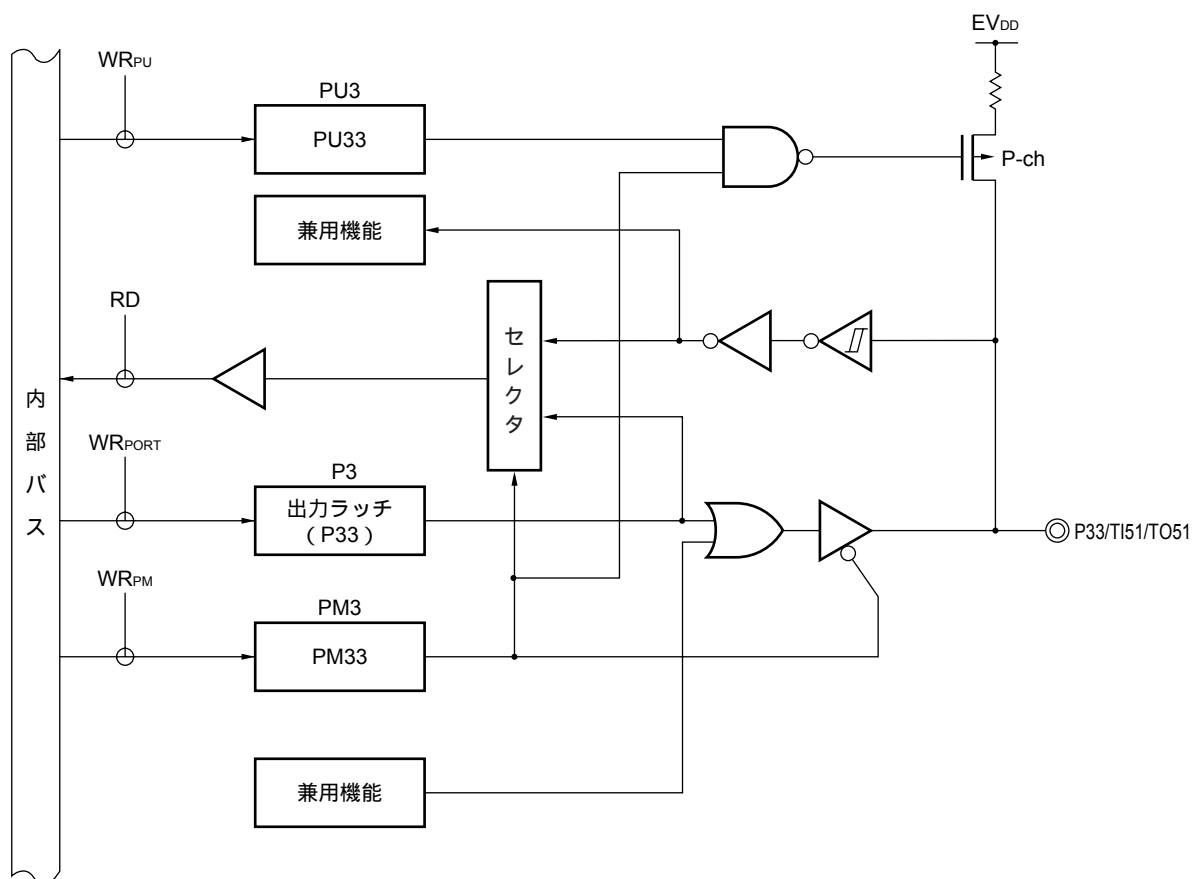 EVDD
WRPU
PU3
PU33
P-ch
兼用機能
RD
セレクタ
内部バス
WRPORT
P3
出力ラッチ
（P33）
P33/TI51/TO51
WRPM
PM3
PM33
兼用機能